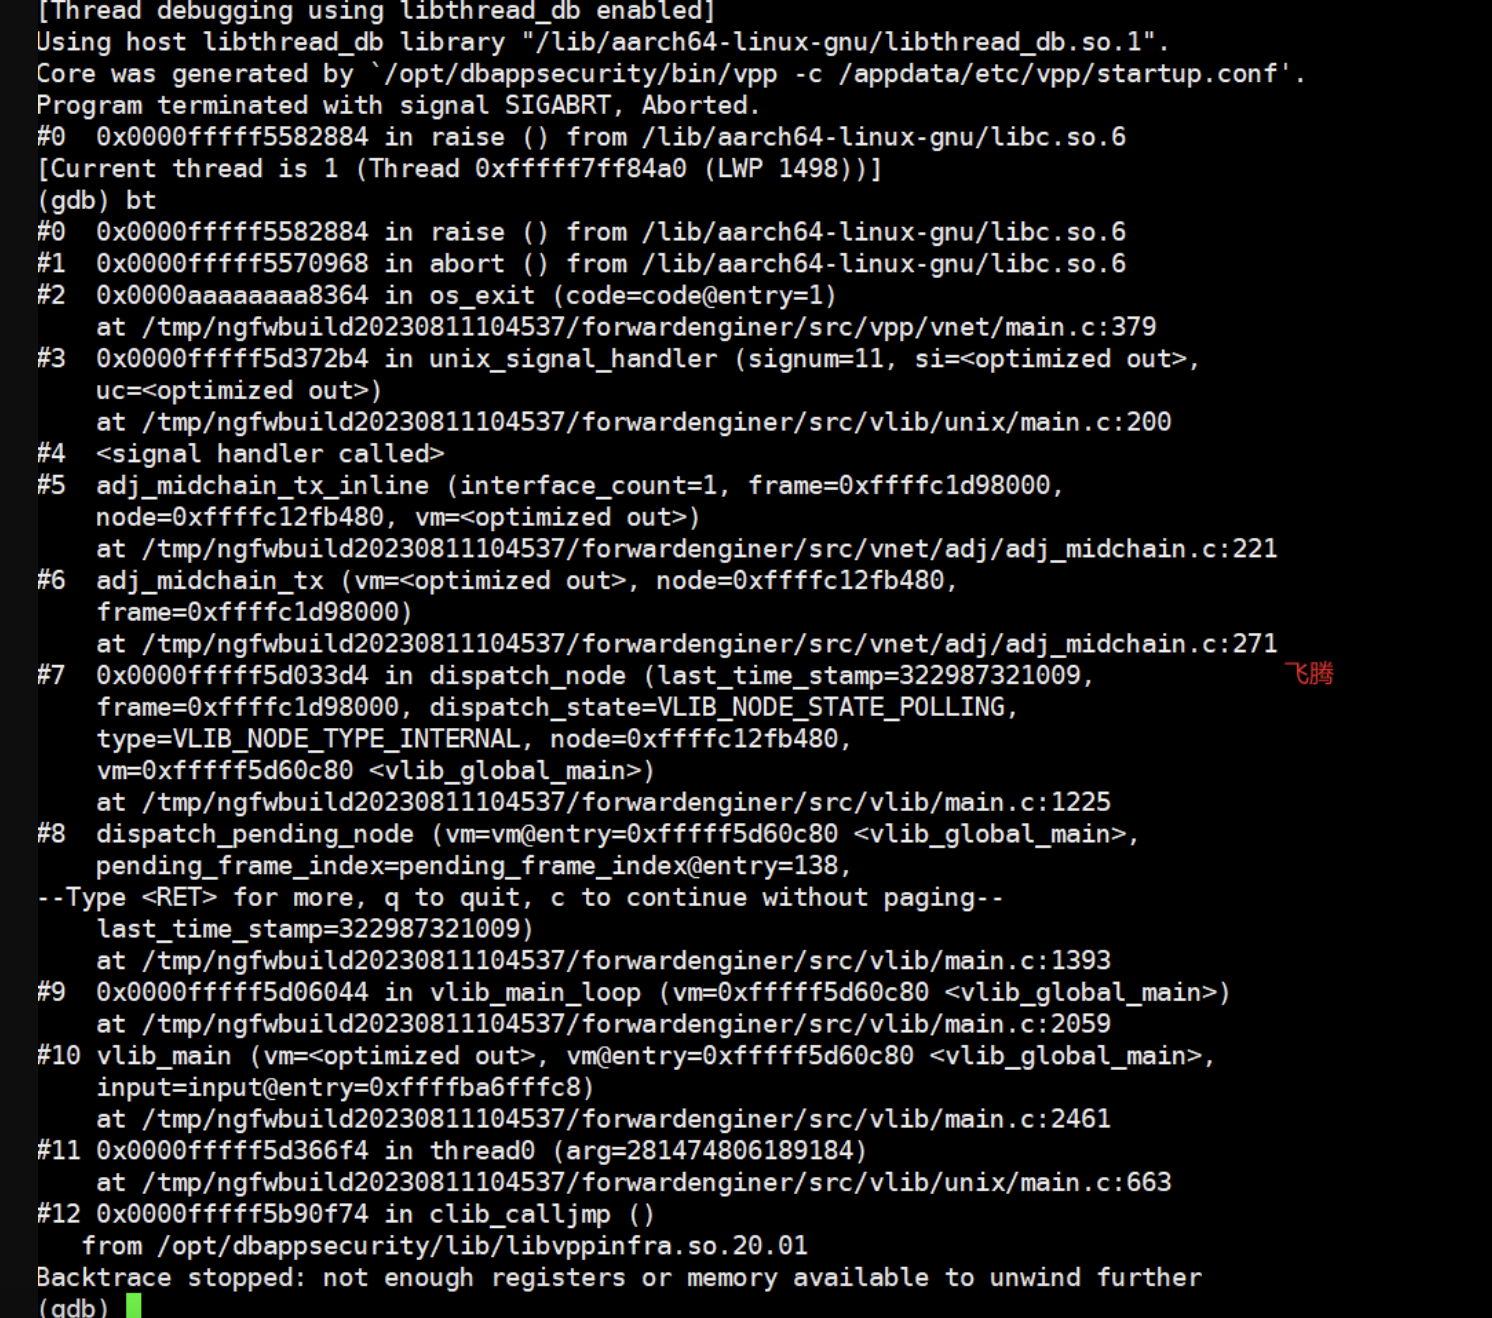 [Thread debugging using libthread_db enabled]
Using host libthread_db library "/lib/aarch64-linux-gnu/libthread_db.so.1".
Core was generated by `/opt/dbappsecurity/bin/vpp -c /appdata/etc/vpp/startup.conf'.
Program terminated with signal SIGABRT, Aborted.
#0  0x0000fffff5582884 in raise () from /lib/aarch64-linux-gnu/libc.so.6
[Current thread is 1 (Thread 0xfffff7ff84a0 (LWP 1498))]
(gdb) bt
#0  0x0000fffff5582884 in raise () from /lib/aarch64-linux-gnu/libc.so.6
#1  0x0000fffff5570968 in abort () from /lib/aarch64-linux-gnu/libc.so.6
#2  0x0000aaaaaaaa8364 in os_exit (code=code@entry=1)
    at /tmp/ngfwbuild20230811104537/forwardenginer/src/vpp/vnet/main.c:379
#3  0x0000fffff5d372b4 in unix_signal_handler (signum=11, si=<optimized out>,
    uc=<optimized out>)
    at /tmp/ngfwbuild20230811104537/forwardenginer/src/vlib/unix/main.c:200
#4  <signal handler called>
#5  adj_midchain_tx_inline (interface_count=1, frame=0xffffc1d98000,
    node=0xffffc12fb480, vm=<optimized out>)
    at /tmp/ngfwbuild20230811104537/forwardenginer/src/vnet/adj/adj_midchain.c:221
#6  adj_midchain_tx (vm=<optimized out>, node=0xffffc12fb480,
    frame=0xffffc1d98000)
    at /tmp/ngfwbuild20230811104537/forwardenginer/src/vnet/adj/adj_midchain.c:271
#7  0x0000fffff5d033d4 in dispatch_node (last_time_stamp=322987321009, 飞腾
    frame=0xffffc1d98000, dispatch_state=VLIB_NODE_STATE_POLLING,
    type=VLIB_NODE_TYPE_INTERNAL, node=0xffffc12fb480,
    vm=0xfffff5d60c80 <vlib_global_main>)
    at /tmp/ngfwbuild20230811104537/forwardenginer/src/vlib/main.c:1225
#8  dispatch_pending_node (vm=vm@entry=0xfffff5d60c80 <vlib_global_main>,
    pending_frame_index=pending_frame_index@entry=138,
--Type <RET> for more, q to quit, c to continue without paging--
    last_time_stamp=322987321009)
    at /tmp/ngfwbuild20230811104537/forwardenginer/src/vlib/main.c:1393
#9  0x0000fffff5d06044 in vlib_main_loop (vm=0xfffff5d60c80 <vlib_global_main>)
    at /tmp/ngfwbuild20230811104537/forwardenginer/src/vlib/main.c:2059
#10 vlib_main (vm=<optimized out>, vm@entry=0xfffff5d60c80 <vlib_global_main>,
    input=input@entry=0xffffba6fffc8)
    at /tmp/ngfwbuild20230811104537/forwardenginer/src/vlib/main.c:2461
#11 0x0000fffff5d366f4 in thread0 (arg=281474806189184)
    at /tmp/ngfwbuild20230811104537/forwardenginer/src/vlib/unix/main.c:663
#12 0x0000fffff5b90f74 in clib_calljmp ()
   from /opt/dbappsecurity/lib/libvppinfra.so.20.01
Backtrace stopped: not enough registers or memory available to unwind further
(gdb)